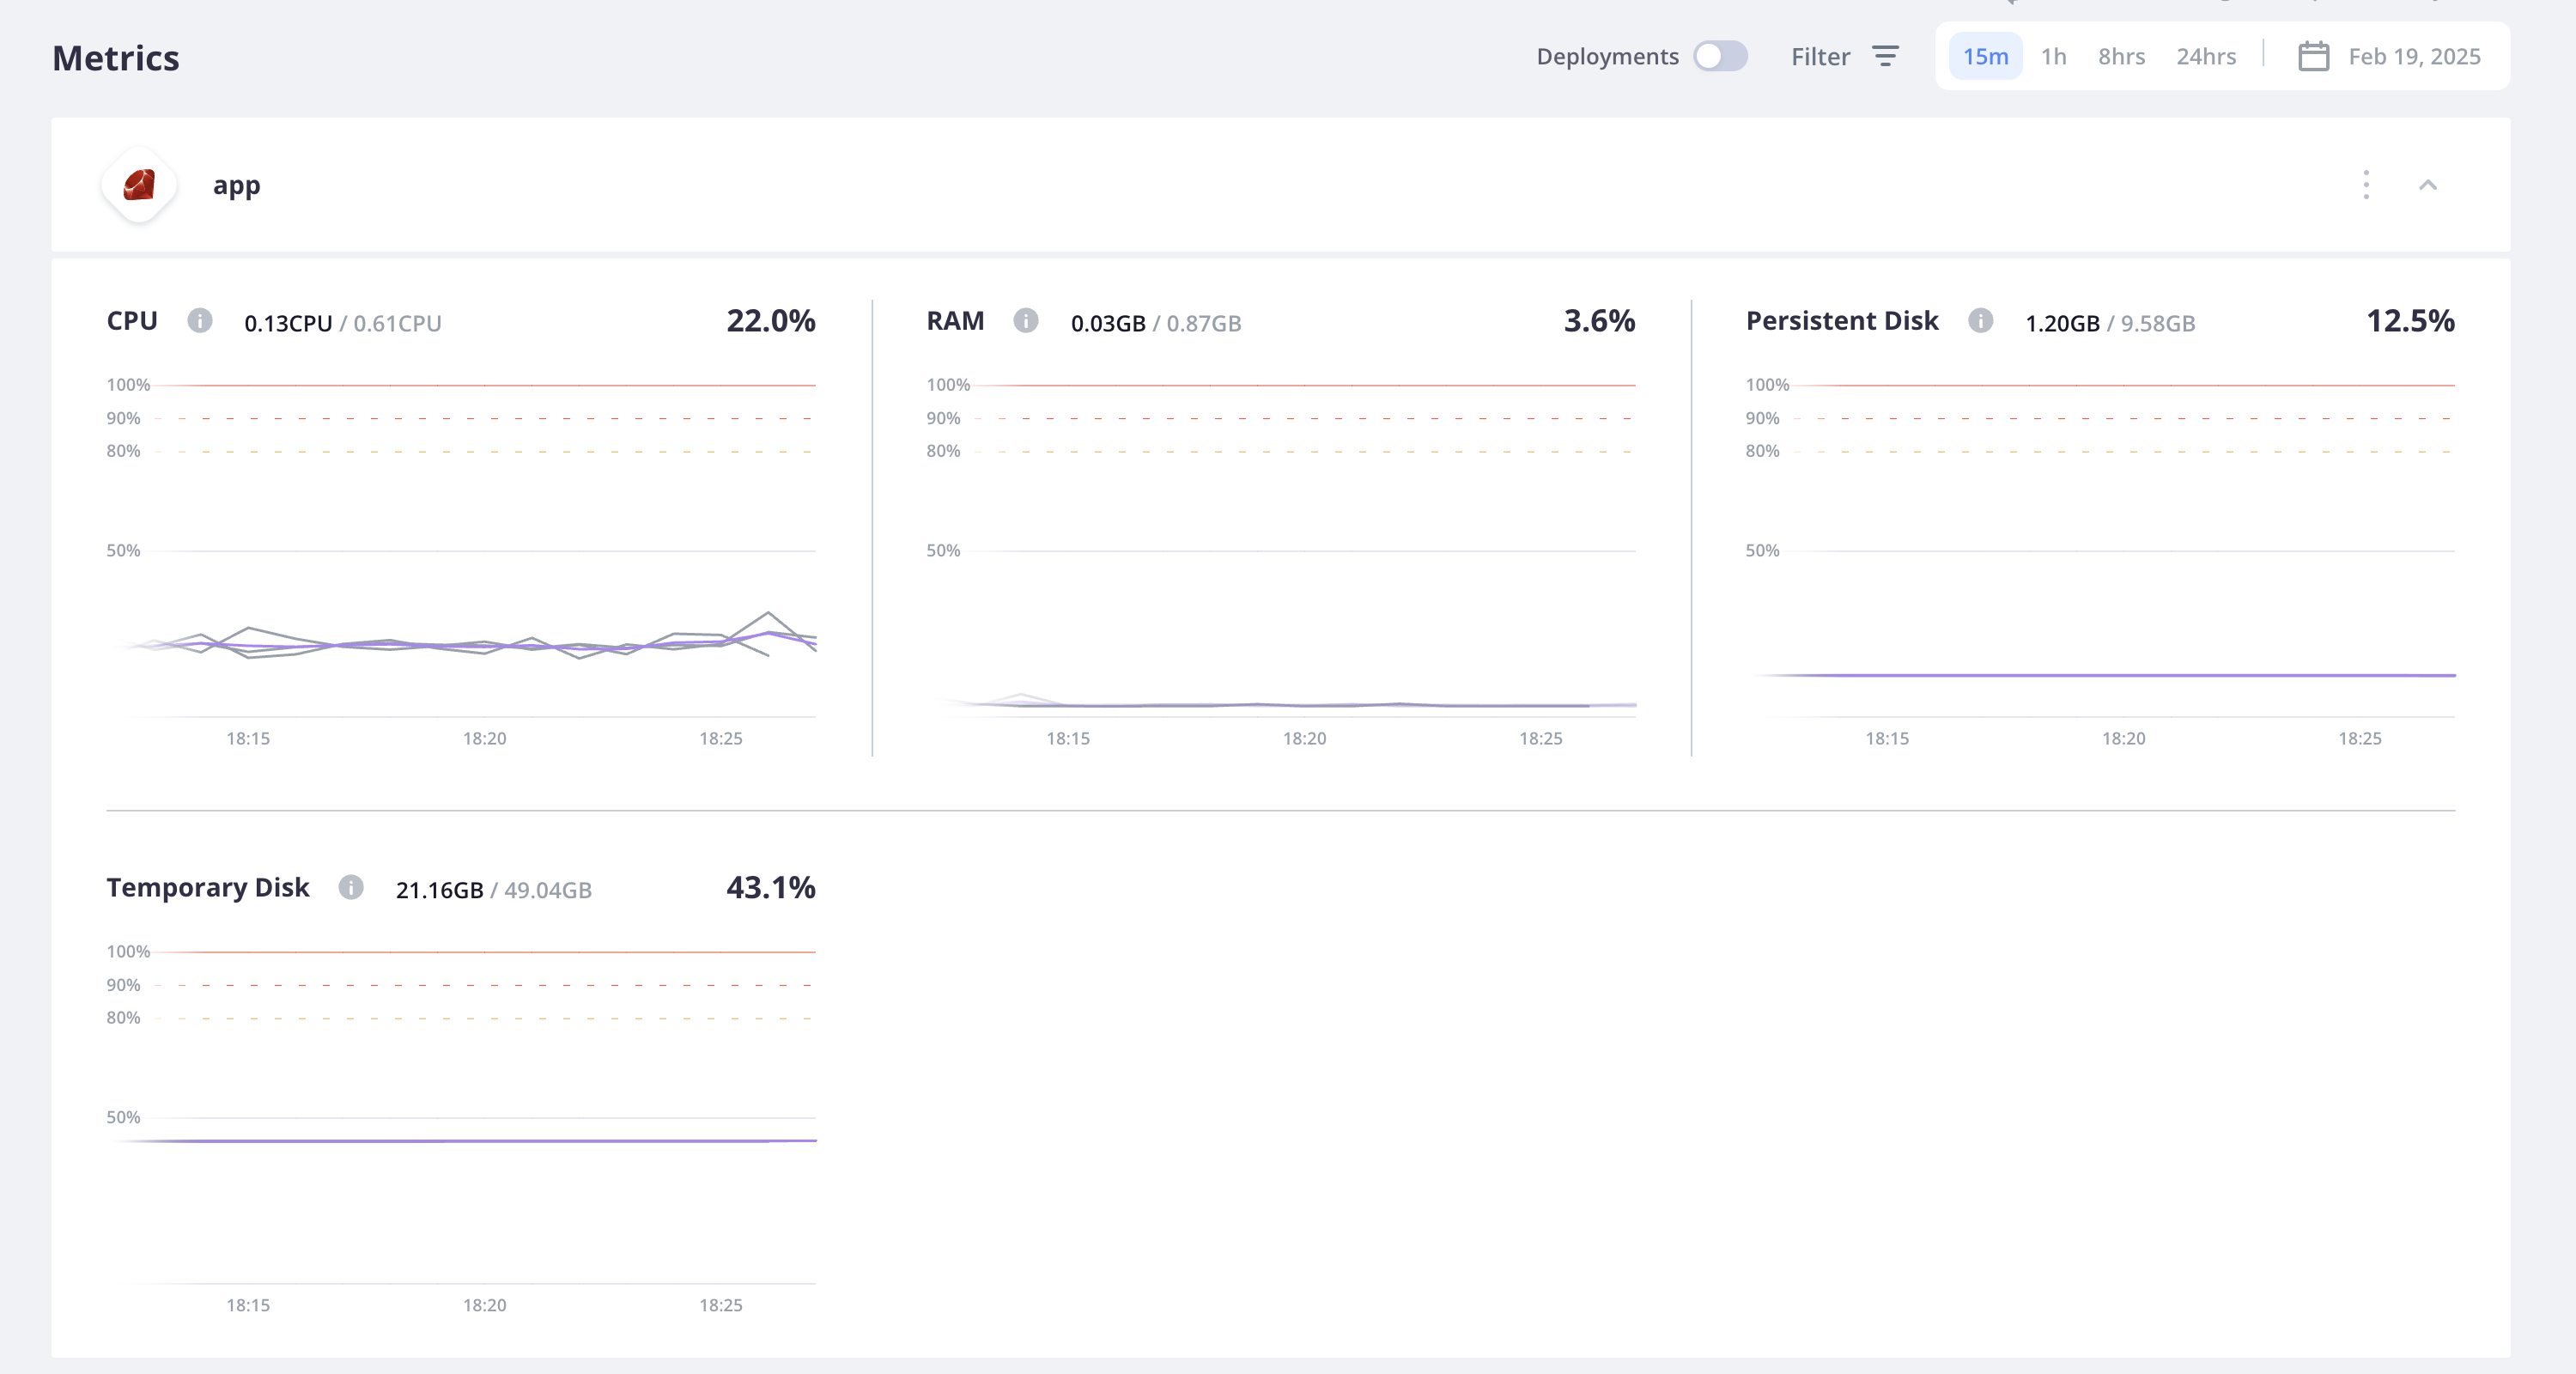 Metrics
Deployments
Filter
15m 1h 8hrs 24hrs Feb 19, 2025
app
CPU 0.13CPU / 0.61CPU 22.0%
100%
90%
80%
50%
18:15 18:20 18:25
RAM 0.03GB / 0.87GB 3.6%
100%
90%
80%
50%
18:15 18:20 18:25
Persistent Disk 1.20GB / 9.58GB 12.5%
100%
90%
80%
50%
18:15 18:20 18:25
Temporary Disk 21.16GB / 49.04GB 43.1%
100%
90%
80%
50%
18:15 18:20 18:25